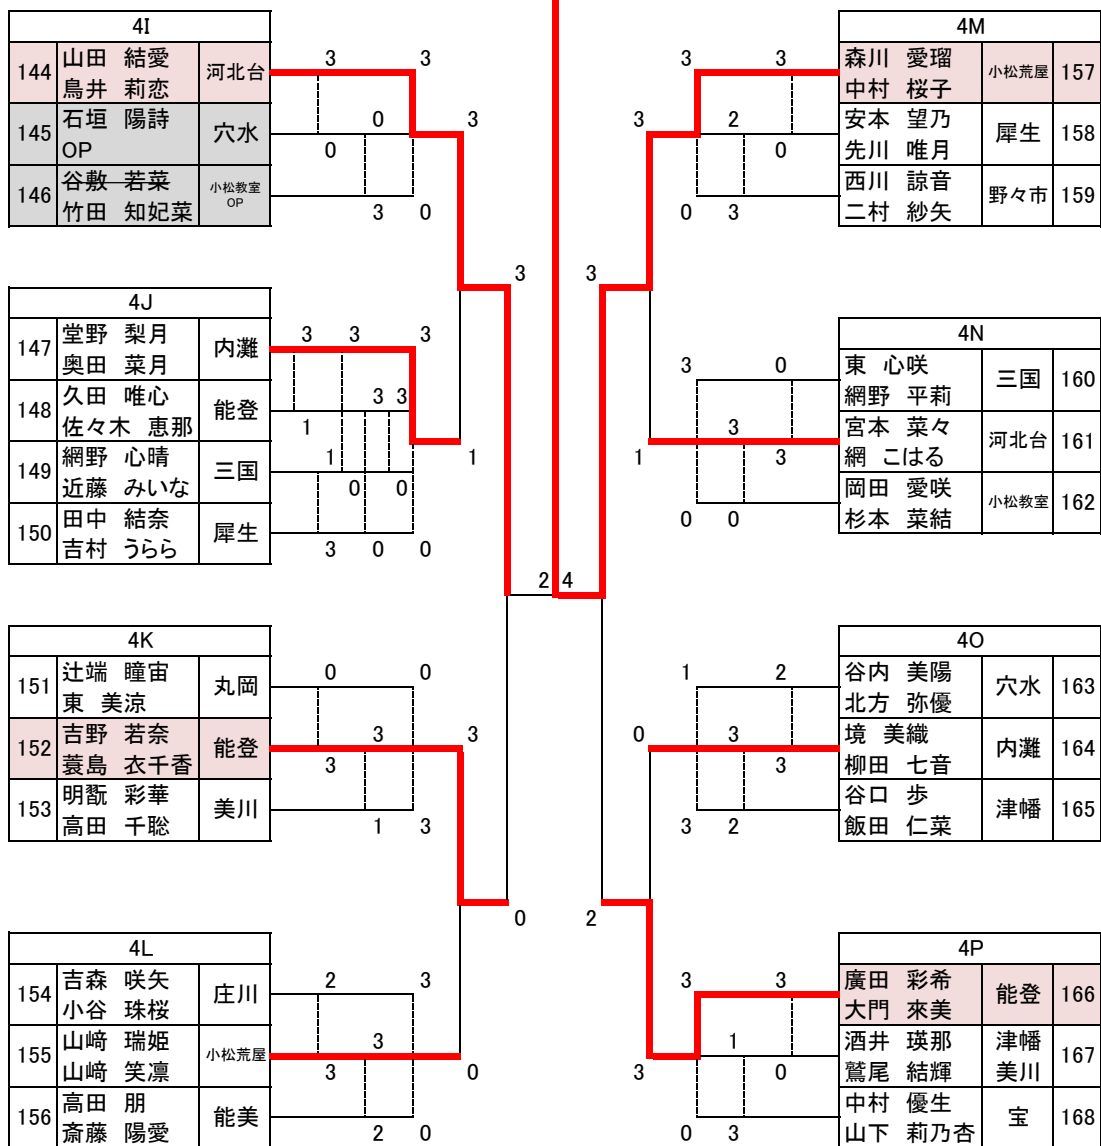 4I
144 山田 結愛 河北台
鳥井 莉恋
145 石垣 陽詩 穴水
OP
146 谷敷 若菜 小松教室
竹田 知妃菜 OP
3 3
0
0
3 0
3
4J
147 堂野 梨月 内灘
奥田 菜月
148 久田 唯心 能登
佐々木 恵那
149 網野 心晴 三国
近藤 みいな
150 田中 結奈 犀生
吉村 うらら
3 3 3
3 3
1
1
0 0
3 0 0
1
3
4K
151 辻端 瞳宙 丸岡
東 美涼
152 吉野 若奈 能登
蓑島 衣千香
153 明翫 彩華 美川
高田 千聡
0 0
3
3
1 3
3
4L
154 吉森 咲矢 庄川
小谷 珠桜
155 山﨑 瑞姫 小松荒屋
山﨑 笑凛
156 高田 朋 能美
斎藤 陽愛
2 3
3
3
2 0
0
0
2 4
4M
森川 愛瑠 小松荒屋 157
中村 桜子
安本 望乃 犀生 158
先川 唯月
西川 諒音 野々市 159
二村 紗矢
3 3
2
0
0 3
3
3
4N
東 心咲 三国 160
網野 平莉
宮本 菜々 河北台 161
網 こはる
岡田 愛咲 小松教室 162
杉本 菜結
3 0
3
3
0 0
1
4O
谷内 美陽 穴水 163
北方 弥優
境 美織 内灘 164
柳田 七音
谷口 歩 津幡 165
飯田 仁菜
1 2
3
3
3 2
0
2
4P
廣田 彩希 能登 166
大門 來美
酒井 瑛那 津幡 167
鷲尾 結輝 美川
中村 優生 宝 168
山下 莉乃杏
3 3
1
0
0 3
3